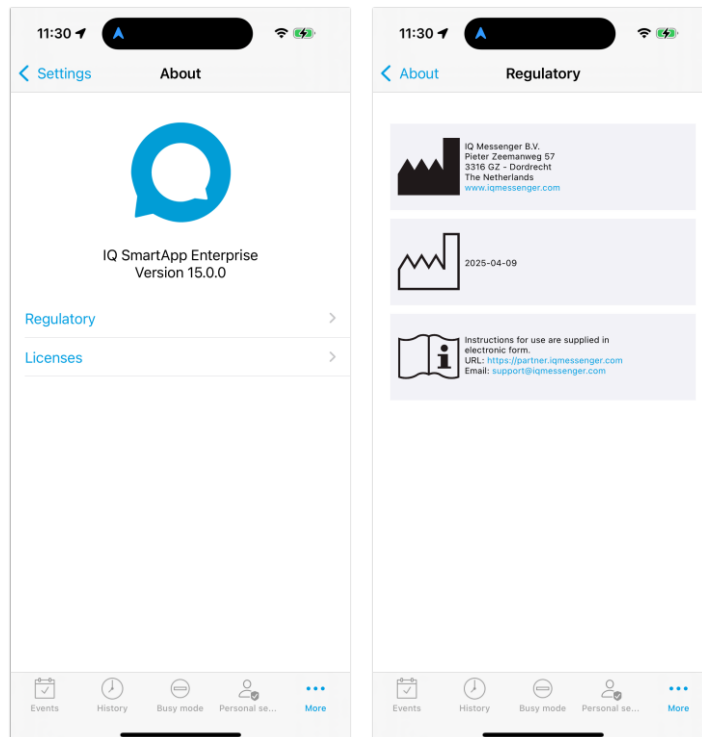 11:30
Settings
About
IQ SmartApp Enterprise
Version 15.0.0
Regulatory
Licenses
Events
History
Busy mode
Personal se...
More
11:30
About
Regulatory
IQ Messenger B.V.
Pieter Zeemanweg 57
3316 GZ - Dordrecht
The Netherlands
www.iqmessenger.com
2025-04-09
Instructions for use are supplied in
electronic form.
URL: https://partner.iqmessenger.com
Email: support@iqmessenger.com
Events
History
Busy mode
Personal se...
More